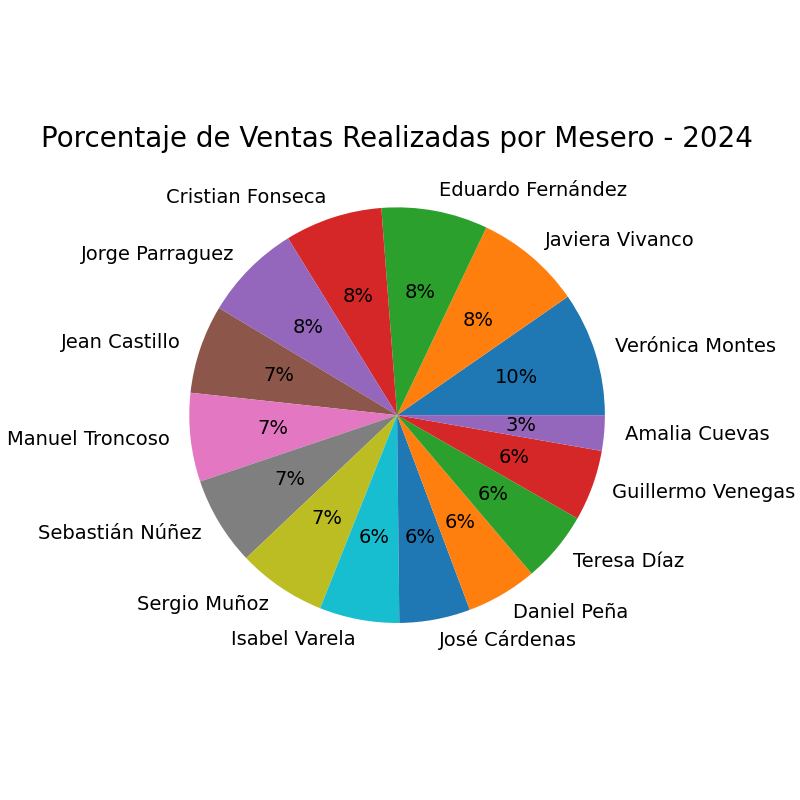 Porcentaje de Ventas Realizadas por Mesero - 2024
Eduardo Fernández
Cristian Fonseca
Javiera Vivanco
Jorge Parraguez
8%
8%
8%
8%
Jean Castillo
Verónica Montes
7%
10%
Manuel Troncoso
7%
3%
Amalia Cuevas
6%
7%
6%
Guillermo Venegas
7%
6%
Sebastián Núñez
6%
6%
Teresa Díaz
Sergio Muñoz
Daniel Peña
Isabel Varela
José Cárdenas